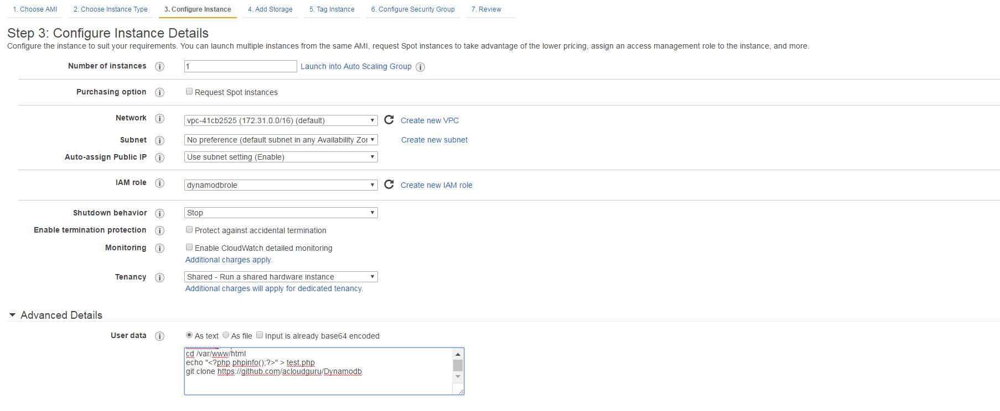 1. Choose AMI 2. Choose Instance Type 3. Configure Instance 4. Add Storage 5. Tag Instance 6. Configure Security Group 7. Review
Step 3: Configure Instance Details
Configure the instance to suit your requirements. You can launch multiple instances from the same AMI, request Spot instances to take advantage of the lower pricing, assign an access management role to the instance, and more.
Number of instances i 1 Launch into Auto Scaling Group i
Purchasing option i Request Spot instances
Network i vpc-41cb2525 (172.31.0.0/16) (default) Create new VPC
Subnet i No preference (default subnet in any Availability Zor Create new subnet
Auto-assign Public IP i Use subnet setting (Enable)
IAM role i dynamodbrole Create new IAM role
Shutdown behavior i Stop
Enable termination protection i Protect against accidental termination
Monitoring i Enable CloudWatch detailed monitoring
Additional charges apply.
Tenancy i Shared - Run a shared hardware instance
Additional charges will apply for dedicated tenancy.
Advanced Details
User data i As text As file Input is already base64 encoded
cd /var/www/html
echo "<?php phpinfo();?>" > test.php
git clone https://github.com/acloudguru/Dynamodb